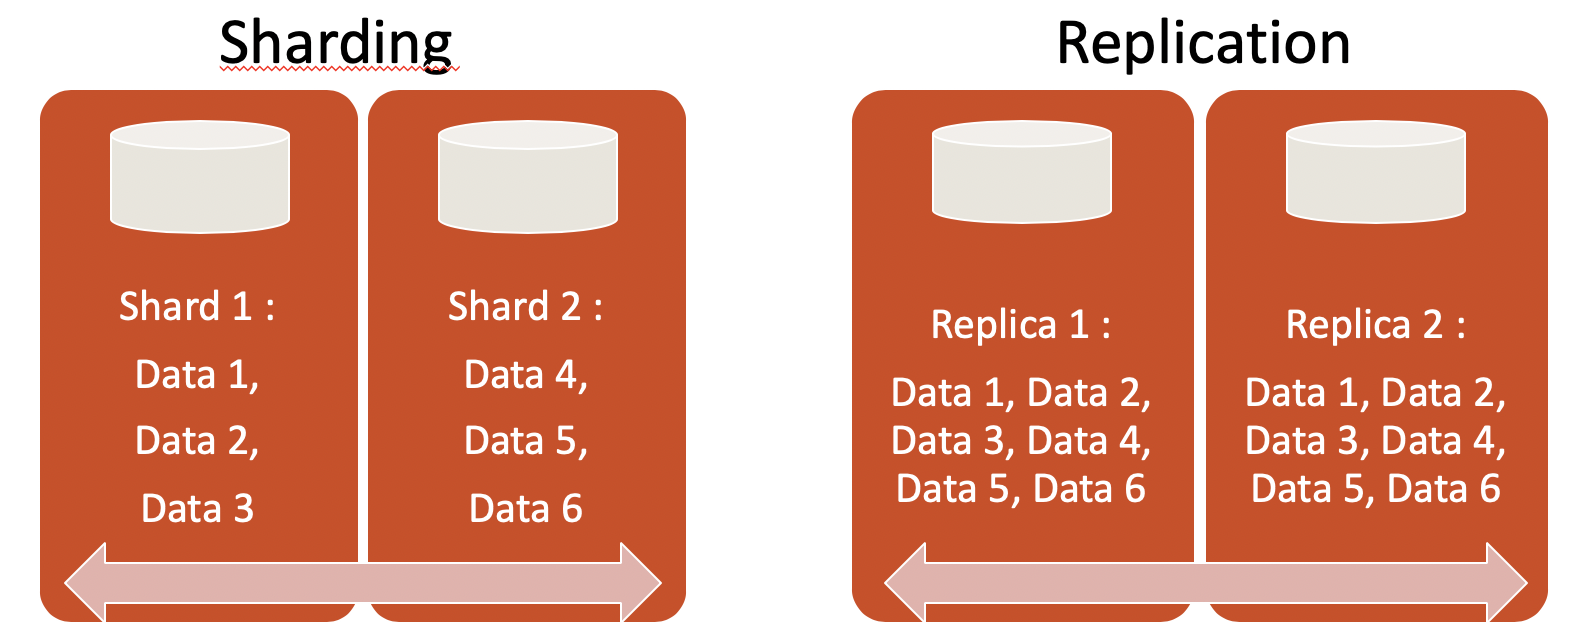 Sharding
Replication
Shard 1 :
Data 1,
Data 2,
Data 3
Shard 2 :
Data 4,
Data 5,
Data 6
Replica 1 :
Data 1, Data 2,
Data 3, Data 4,
Data 5, Data 6
Replica 2 :
Data 1, Data 2,
Data 3, Data 4,
Data 5, Data 6